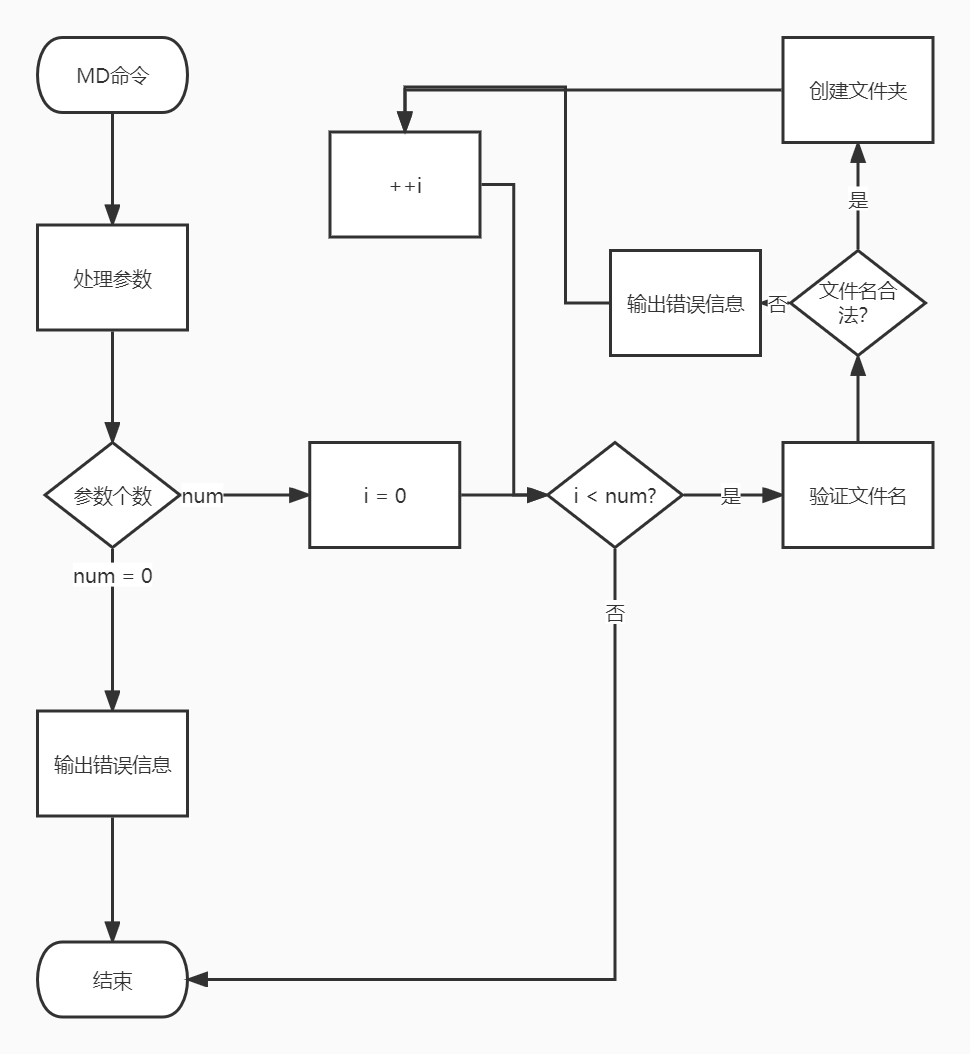 MD命令
处理参数
参数个数
num
num = 0
输出错误信息
结束
i = 0
++i
i < num?
是
否
验证文件名
文件名合
法？
否
输出错误信息
是
创建文件夹